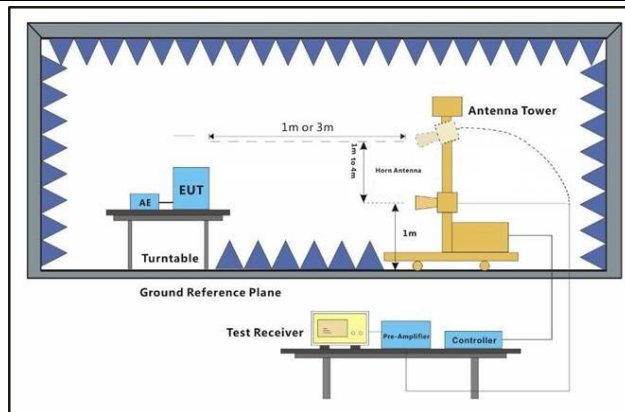 1m or 3m
Antenna Tower
1m to 4m
Horn Antenna
EUT
AE
1m
Turntable
Ground Reference Plane
Test Receiver
Pre-Amplifier
Controller